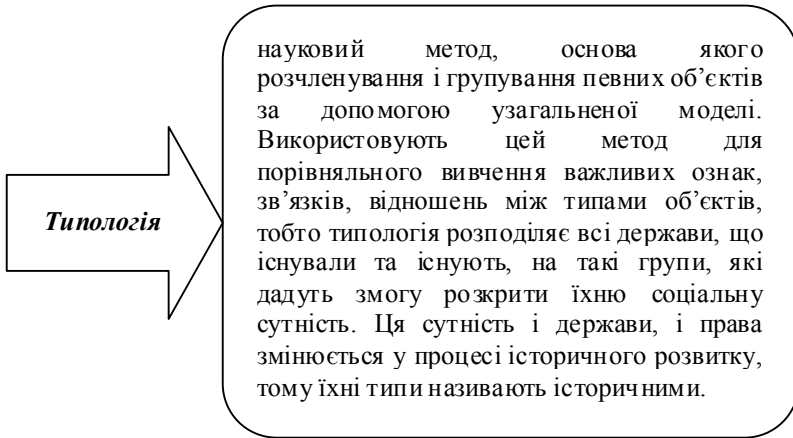 Типологія
науковий метод, основа якого
розчленування і групування певних об’єктів
за допомогою узагальненої моделі.
Використовують цей метод для
порівняльного вивчення важливих ознак,
зв’язків, відношень між типами об’єктів,
тобто типологія розподіляє всі держави, що
існували та існують, на такі групи, які
дадуть змогу розкрити їхню соціальну
сутність. Ця сутність і держави, і права
змінюється у процесі історичного розвитку,
тому їхні типи називають історичними.